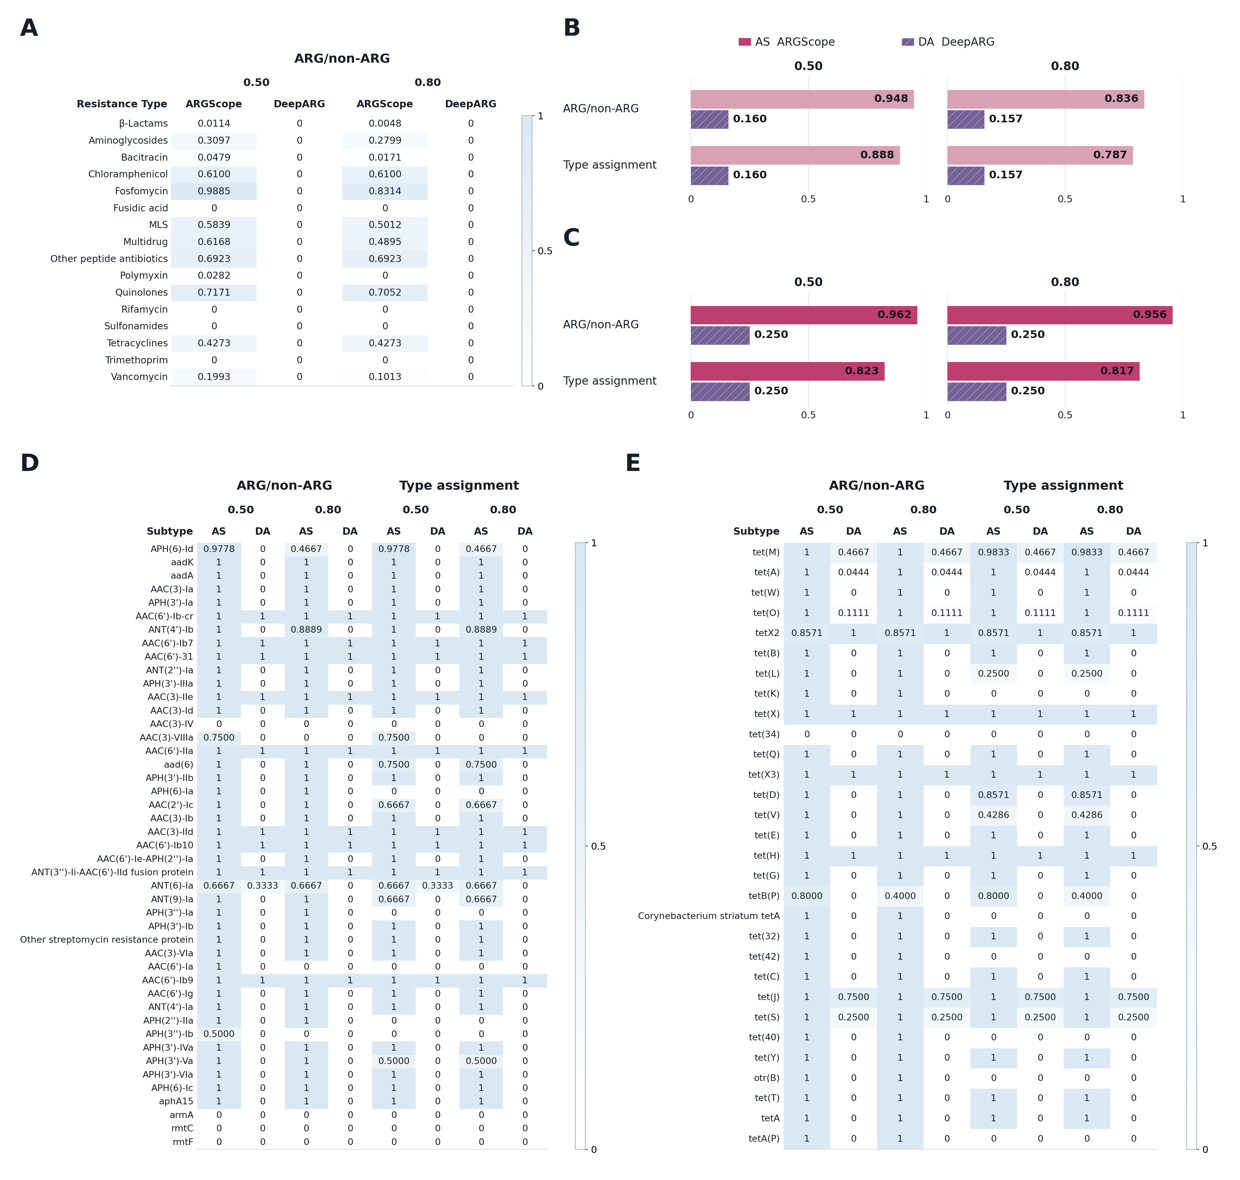 A
ARG/non-ARG
0.50 0.80
Resistance Type ARGScope DeepARG ARGScope DeepARG
β-Lactams 0.0114 0 0.0048 0
Aminoglycosides 0.3097 0 0.2799 0
Bacitracin 0.0479 0 0.0171 0
Chloramphenicol 0.6100 0 0.6100 0
Fosfomycin 0.9885 0 0.8314 0
Fusidic acid 0 0 0 0
MLS 0.5839 0 0.5012 0
Multidrug 0.6168 0 0.4895 0
Other peptide antibiotics 0.6923 0 0.6923 0
Polymyxin 0.0282 0 0 0
Quinolones 0.7171 0 0.7052 0
Rifamycin 0 0 0 0
Sulfonamides 0 0 0 0
Tetracyclines 0.4273 0 0.4273 0
Trimethoprim 0 0 0 0
Vancomycin 0.1993 0 0.1013 0
1
0.5
0
B
AS ARGScope DA DeepARG
0.50 0.80
ARG/non-ARG 0.948 0.836
0.160 0.157
Type assignment 0.888 0.787
0.160 0.157
0 0.5 1 0 0.5 1
C
0.50 0.80
ARG/non-ARG 0.962 0.956
0.250 0.250
Type assignment 0.823 0.817
0.250 0.250
0 0.5 1 0 0.5 1
D
ARG/non-ARG Type assignment
0.50 0.80 0.50 0.80
Subtype AS DA AS DA AS DA AS DA
APH(6)-Id 0.9778 0 0.4667 0 0.9778 0 0.4667 0
aadK 1 0 1 0 1 0 1 0
aadA 1 0 1 0 1 0 1 0
AAC(3)-Ia 1 0 1 0 1 0 1 0
APH(3')-Ia 1 0 1 0 1 0 1 0
AAC(6')-Ib-cr 1 1 1 1 1 1 1 1
ANT(4')-Ib 1 0 0.8889 0 1 0 0.8889 0
AAC(6')-Ib7 1 1 1 1 1 1 1 1
AAC(6')-31 1 1 1 1 1 1 1 1
ANT(2'')-Ia 1 0 1 0 1 0 1 0
APH(3')-IIIa 1 0 1 0 1 0 1 0
AAC(3)-IIe 1 1 1 1 1 1 1 1
AAC(3)-Id 1 0 1 0 1 0 1 0
AAC(3)-IV 0 0 0 0 0 0 0 0
AAC(3)-VIIIa 0.7500 0 0 0 0.7500 0 0 0
AAC(6')-IIa 1 1 1 1 1 1 1 1
aad(6) 1 0 1 0 0.7500 0 0.7500 0
APH(3')-IIb 1 0 1 0 1 0 1 0
APH(6)-Ia 1 0 1 0 0 0 0 0
AAC(2')-Ic 1 0 1 0 0.6667 0 0.6667 0
AAC(3)-Ib 1 0 1 0 1 0 1 0
AAC(3)-IId 1 1 1 1 1 1 1 1
AAC(6')-Ib10 1 1 1 1 1 1 1 1
AAC(6')-Ie-APH(2'')-Ia 1 0 1 0 1 0 1 0
ANT(3'')-Ii-AAC(6')-IId fusion protein 1 1 1 1 1 1 1 1
ANT(6)-Ia 0.6667 0.3333 0.6667 0 0.6667 0.3333 0.6667 0
ANT(9)-Ia 1 0 1 0 0.6667 0 0.6667 0
APH(3'')-Ia 1 0 1 0 0 0 0 0
APH(3')-Ib 1 0 1 0 1 0 1 0
Other streptomycin resistance protein 1 0 1 0 1 0 1 0
AAC(3)-VIa 1 0 1 0 1 0 1 0
AAC(6')-Ia 1 0 1 0 0 0 0 0
AAC(6')-Ib9 1 1 1 1 1 1 1 1
AAC(6')-Ig 1 0 1 0 1 0 1 0
ANT(4')-Ia 1 0 1 0 1 0 1 0
APH(2'')-IIa 1 0 1 0 0 0 0 0
APH(3'')-Ib 0.5000 0 0 0 0 0 0 0
APH(3')-IVa 1 0 1 0 1 0 1 0
APH(3')-Va 1 0 1 0 0.5000 0 0.5000 0
APH(3')-VIa 1 0 1 0 1 0 1 0
APH(6)-Ic 1 0 1 0 1 0 1 0
aphA15 1 0 1 0 1 0 1 0
armA 0 0 0 0 0 0 0 0
rmtC 0 0 0 0 0 0 0 0
rmtF 0 0 0 0 0 0 0 0
1
0.5
0
E
ARG/non-ARG Type assignment
0.50 0.80 0.50 0.80
Subtype AS DA AS DA AS DA AS DA
tet(M) 1 0.4667 1 0.4667 0.9833 0.4667 0.9833 0.4667
tet(A) 1 0.0444 1 0.0444 1 0.0444 1 0.0444
tet(W) 1 0 1 0 1 0 1 0
tet(O) 1 0.1111 1 0.1111 1 0.1111 1 0.1111
tetX2 0.8571 1 0.8571 1 0.8571 1 0.8571 1
tet(B) 1 0 1 0 1 0 1 0
tet(L) 1 0 1 0 0.2500 0 0.2500 0
tet(K) 1 0 1 0 0 0 0 0
tet(X) 1 1 1 1 1 1 1 1
tet(34) 0 0 0 0 0 0 0 0
tet(Q) 1 0 1 0 1 0 1 0
tet(X3) 1 1 1 1 1 1 1 1
tet(D) 1 0 1 0 0.8571 0 0.8571 0
tet(V) 1 0 1 0 0.4286 0 0.4286 0
tet(E) 1 0 1 0 1 0 1 0
tet(H) 1 1 1 1 1 1 1 1
tet(G) 1 0 1 0 1 0 1 0
tetB(P) 0.8000 0 0.4000 0 0.8000 0 0.4000 0
Corynebacterium striatum tetA 1 0 1 0 0 0 0 0
tet(32) 1 0 1 0 1 0 1 0
tet(42) 1 0 1 0 0 0 0 0
tet(C) 1 0 1 0 1 0 1 0
tet(J) 1 0.7500 1 0.7500 1 0.7500 1 0.7500
tet(S) 1 0.2500 1 0.2500 1 0.2500 1 0.2500
tet(40) 1 0 1 0 0 0 0 0
tet(Y) 1 0 1 0 1 0 1 0
otr(B) 1 0 1 0 0 0 0 0
tet(T) 1 0 1 0 1 0 1 0
tetA 1 0 1 0 1 0 1 0
tetA(P) 1 0 1 0 0 0 0 0
1
0.5
0